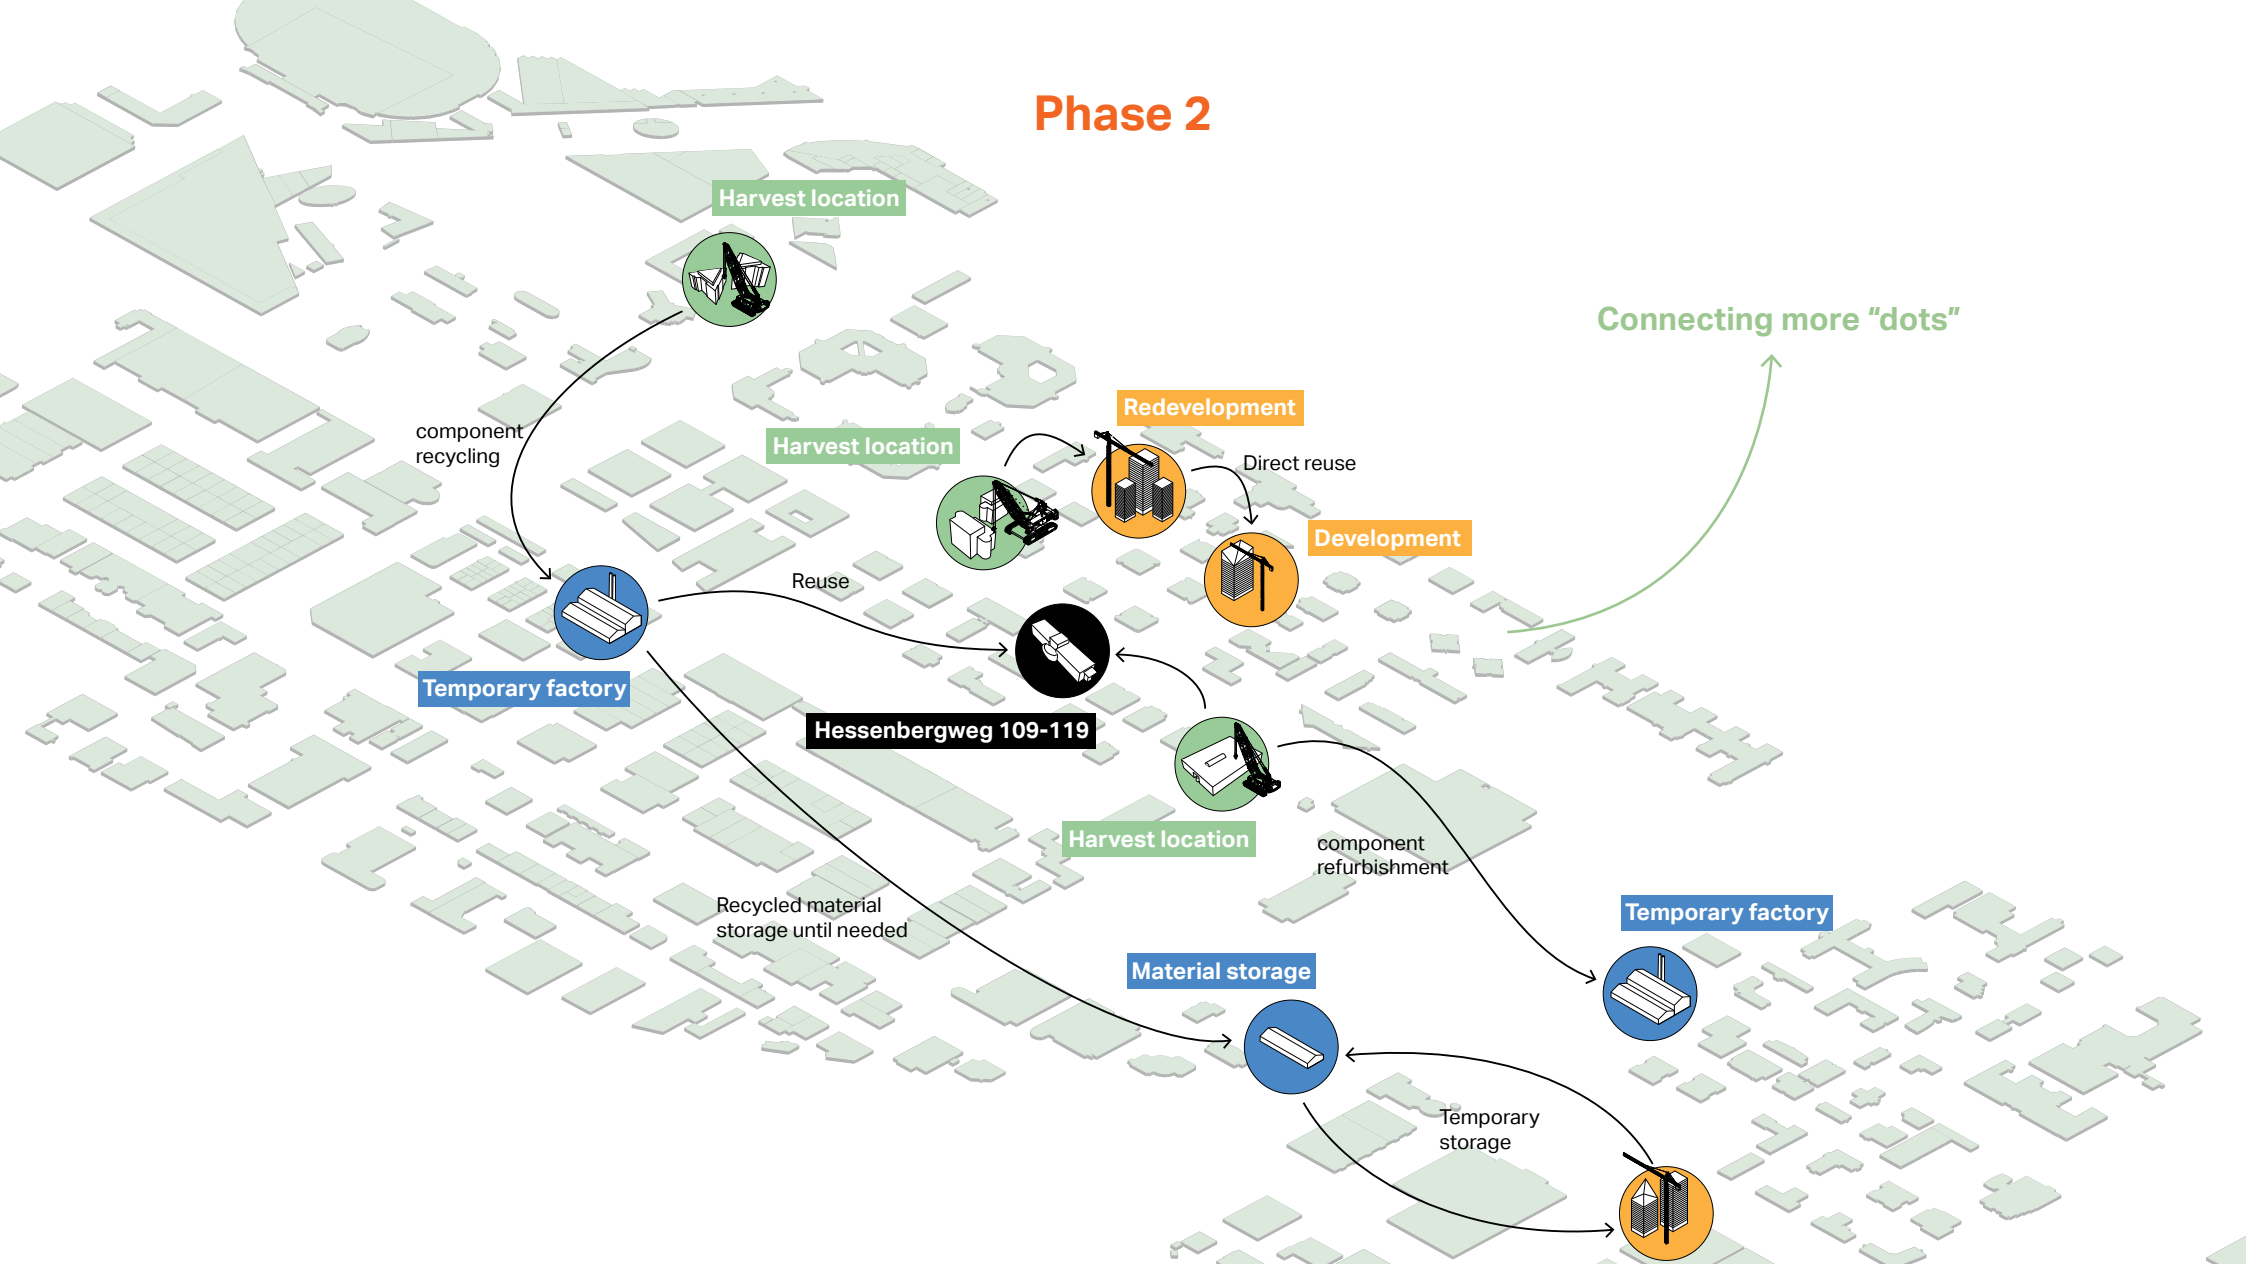 Phase 2
Harvest location
Connecting more “dots”
Redevelopment
component
recycling
Harvest location
Direct reuse
Development
Reuse
Temporary factory
Hessenbergweg 109-119
Harvest location
component
refurbishment
Recycled material
storage until needed
Temporary factory
Material storage
Temporary
storage